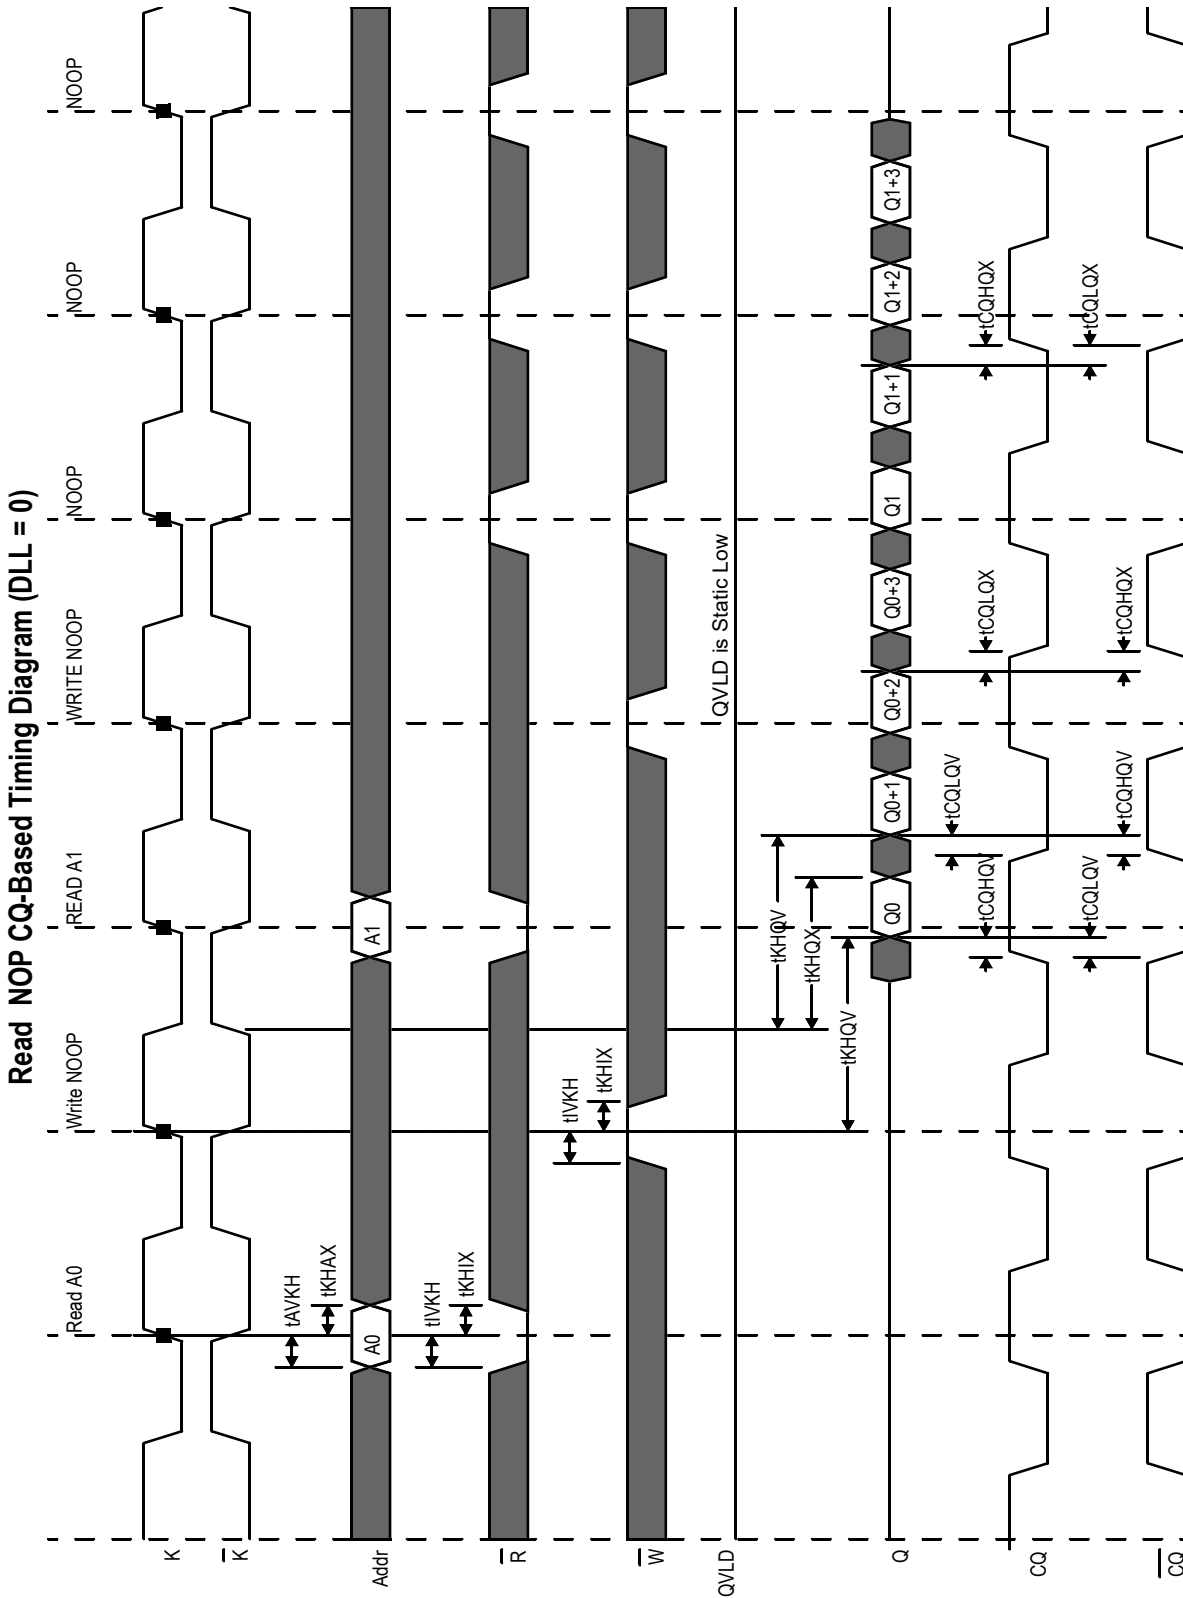 Read NOP CQ-Based Timing Diagram (DLL = 0)
Read A0
Write NOOP
READ A1
WRITE NOOP
NOOP
NOOP
NOOP
K
K
tAVKH
tKHAX
Addr
A0
A1
tIVKH
tKHIX
R
tIVKH
tKHIX
W
QVLD is Static Low
QVLD
tKHQV
tKHQX
tKHQV
Q
Q0
Q0+1
Q0+2
Q0+3
Q1
Q1+1
Q1+2
Q1+3
tCQLQV
tCQHQV
tCQLQX
tCQHQX
CQ
tCQLQV
tCQHQV
tCQHQX
tCQLQX
CQ